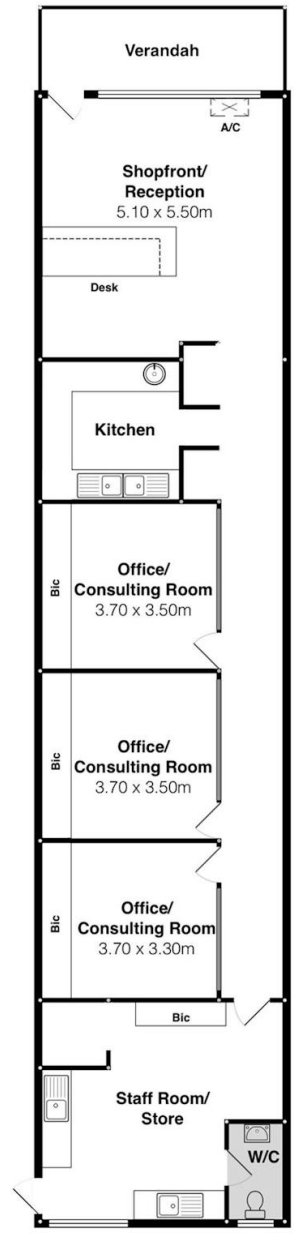 Verandah
A/C
Shopfront/
Reception
5.10 x 5.50m
Desk
Kitchen
Bic
Office/
Consulting Room
3.70 x 3.50m
Bic
Office/
Consulting Room
3.70 x 3.50m
Bic
Office/
Consulting Room
3.70 x 3.30m
Bic
Staff Room/
Store
W/C